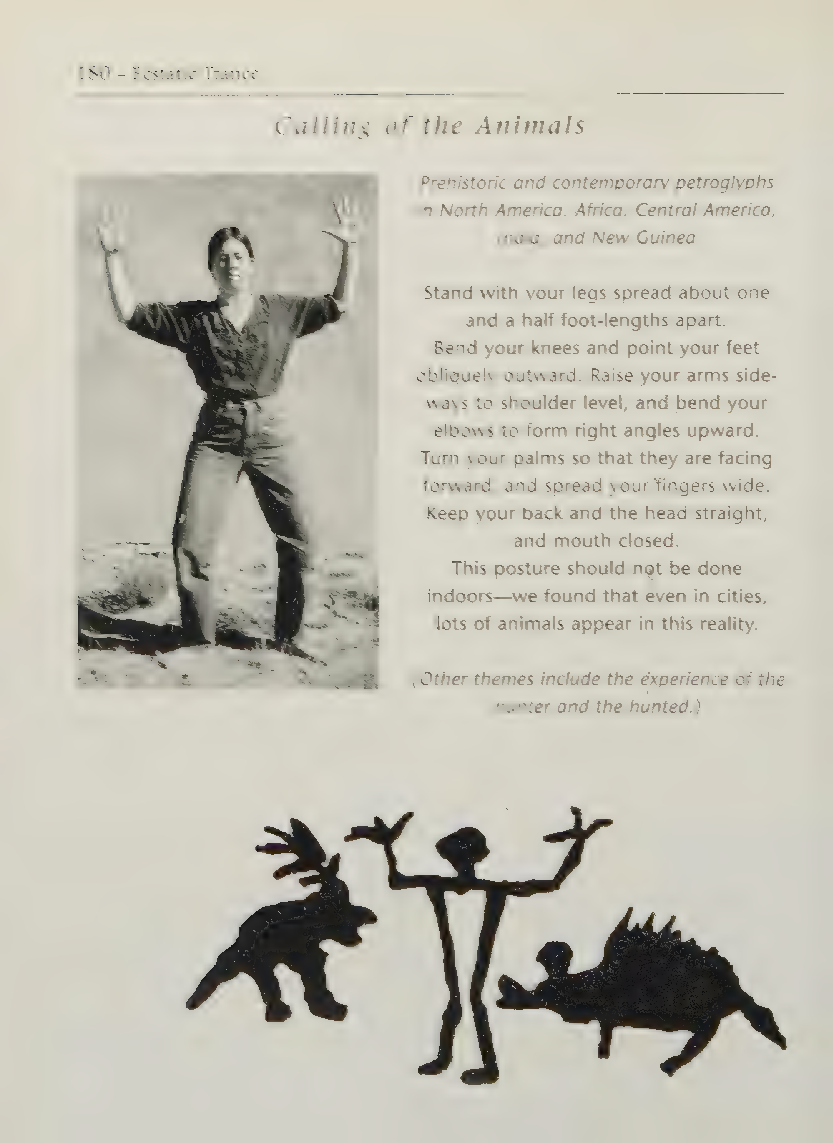 180 – Ecstatic Trance
Calling of the Animals
Prehistoric and contemporary petroglyphs
in North America, Africa, Central America,
and New Guinea
Stand with your legs spread about one
and a half foot-lengths apart.
Bend your knees and point your feet
obliquely outward. Raise your arms side-
ways to shoulder level, and bend your
elbows to form right angles upward.
Turn your palms so that they are facing
forward, and spread your fingers wide.
Keep your back and the head straight,
and mouth closed.
This posture should not be done
indoors—we found that even in cities,
lots of animals appear in this reality.
(Other themes include the experience of the
hunter and the hunted.)